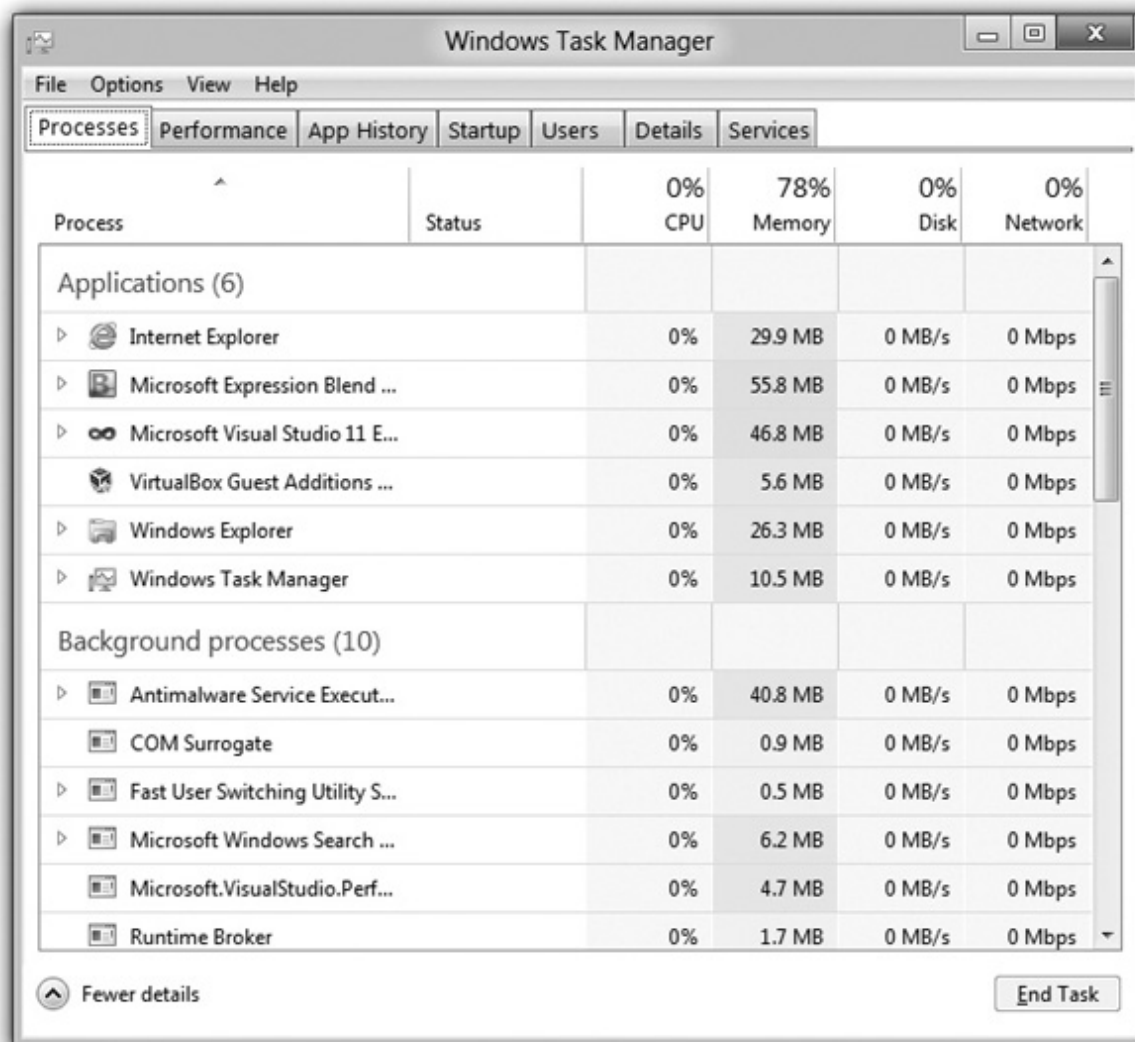 Windows Task Manager
File Options View Help
Processes Performance App History Startup Users Details Services
0% 78% 0% 0%
Process Status CPU Memory Disk Network
Applications (6)
Internet Explorer 0% 29.9 MB 0 MB/s 0 Mbps
Microsoft Expression Blend ... 0% 55.8 MB 0 MB/s 0 Mbps
Microsoft Visual Studio 11 E... 0% 46.8 MB 0 MB/s 0 Mbps
VirtualBox Guest Additions ... 0% 5.6 MB 0 MB/s 0 Mbps
Windows Explorer 0% 26.3 MB 0 MB/s 0 Mbps
Windows Task Manager 0% 10.5 MB 0 MB/s 0 Mbps
Background processes (10)
Antimalware Service Execut... 0% 40.8 MB 0 MB/s 0 Mbps
COM Surrogate 0% 0.9 MB 0 MB/s 0 Mbps
Fast User Switching Utility S... 0% 0.5 MB 0 MB/s 0 Mbps
Microsoft Windows Search ... 0% 6.2 MB 0 MB/s 0 Mbps
Microsoft.VisualStudio.Perf... 0% 4.7 MB 0 MB/s 0 Mbps
Runtime Broker 0% 1.7 MB 0 MB/s 0 Mbps
Fewer details End Task